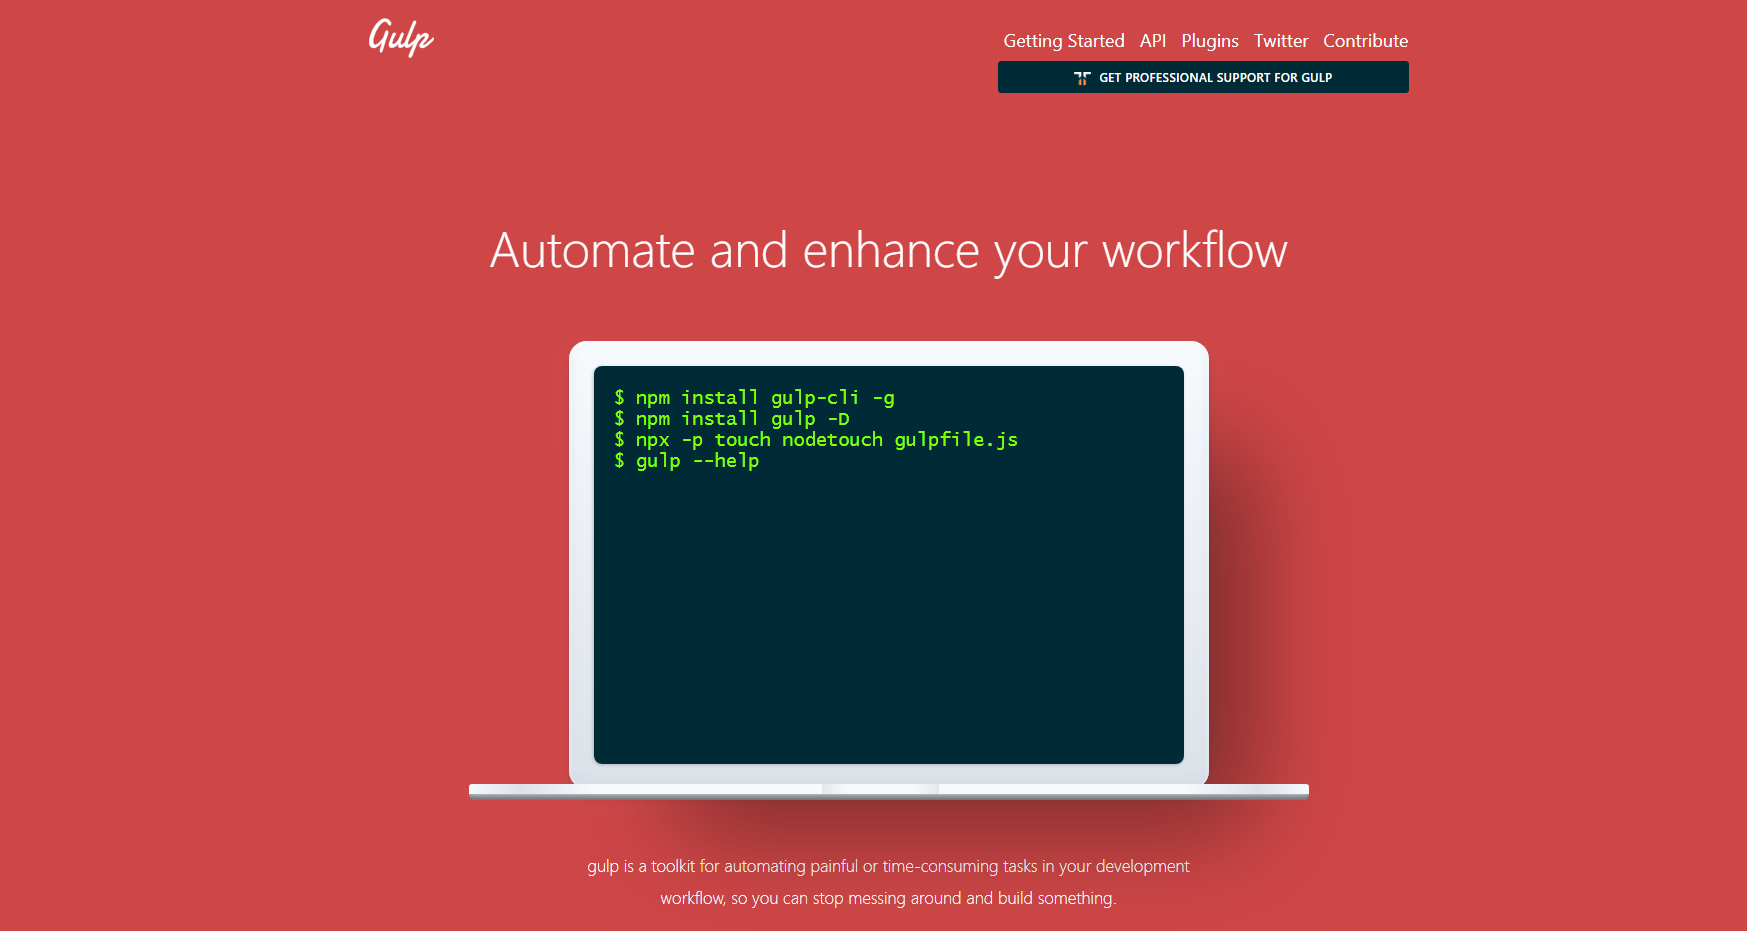 Gulp
Getting Started API Plugins Twitter Contribute
GET PROFESSIONAL SUPPORT FOR GULP
Automate and enhance your workflow
$ npm install gulp-cli -g
$ npm install gulp -D
$ npx -p touch nodetouch gulpfile.js
$ gulp --help
gulp is a toolkit for automating painful or time-consuming tasks in your development
workflow, so you can stop messing around and build something.